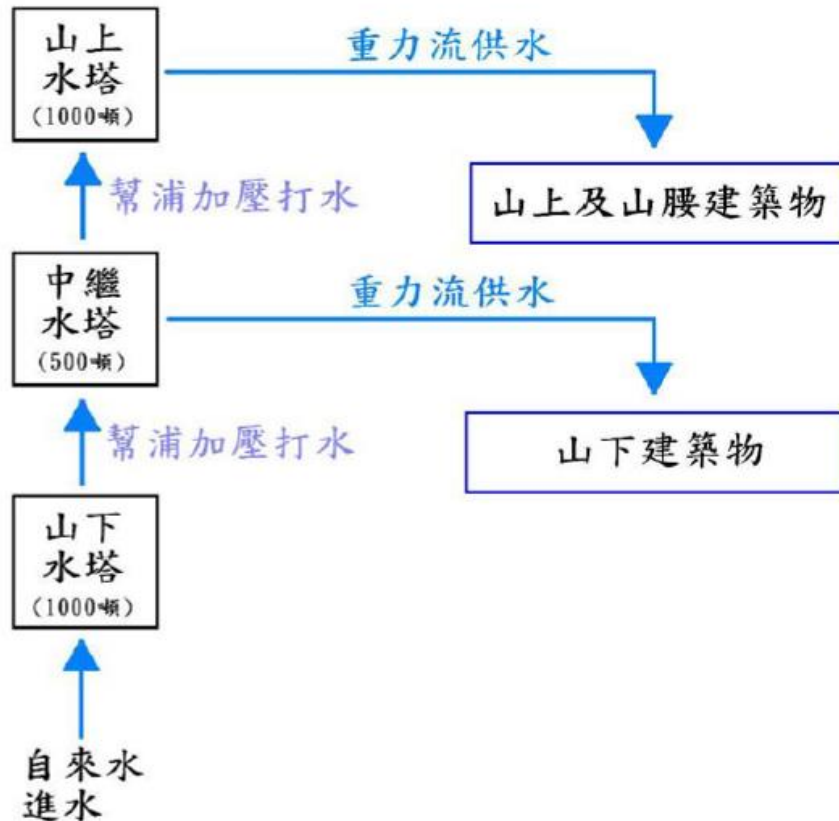 山上
水塔
(1000噸)
重力流供水
幫浦加壓打水
山上及山腰建築物
中繼
水塔
(500噸)
重力流供水
幫浦加壓打水
山下建築物
山下
水塔
(1000噸)
自來水
進水